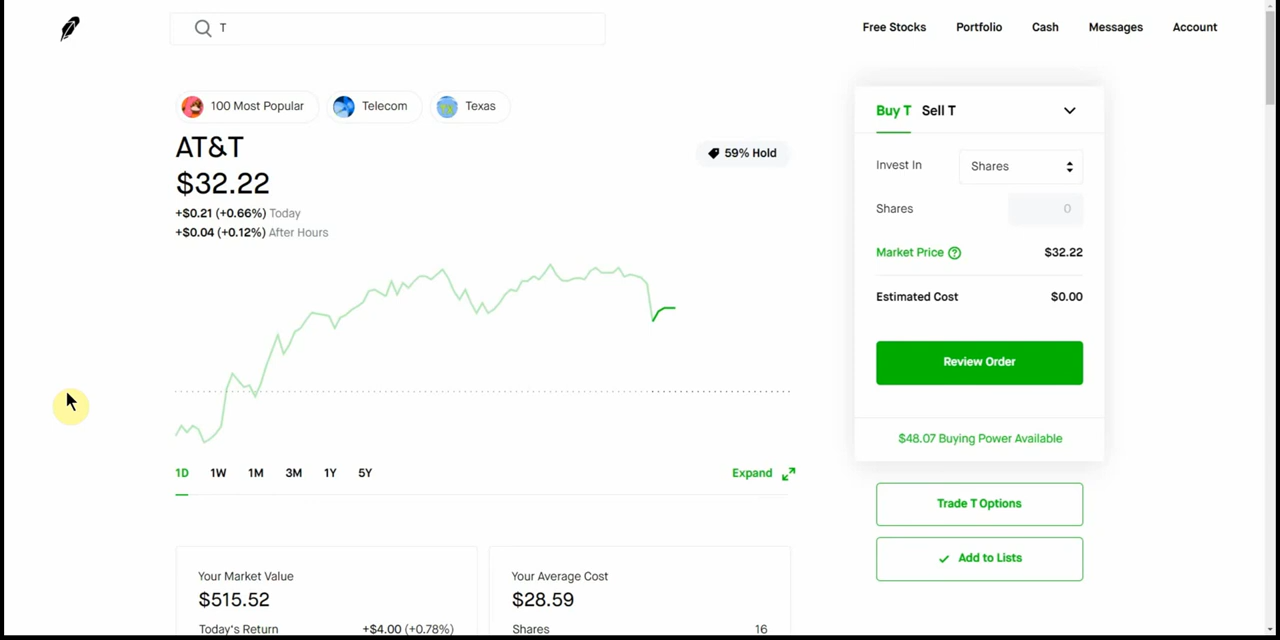 T
Free Stocks Portfolio Cash Messages Account
100 Most Popular Telecom Texas
AT&T
59% Hold
$32.22
+$0.21 (+0.66%) Today
+$0.04 (+0.12%) After Hours
1D 1W 1M 3M 1Y 5Y
Expand
Your Market Value
$515.52
Today's Return +$4.00 (+0.78%)
Your Average Cost
$28.59
Shares 16
Buy T Sell T
Invest In Shares
Shares 0
Market Price ? $32.22
Estimated Cost $0.00
Review Order
$48.07 Buying Power Available
Trade T Options
Add to Lists